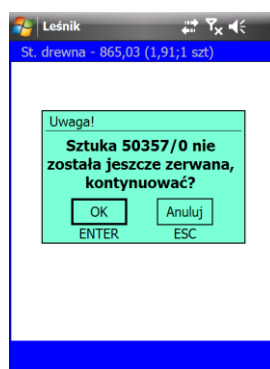 Leśnik
St. drewna - 865,03 (1,91;1 szt)
Uwaga!
Sztuka 50357/0 nie
została jeszcze zerwana,
kontynuować?
OK
Anuluj
ENTER
ESC